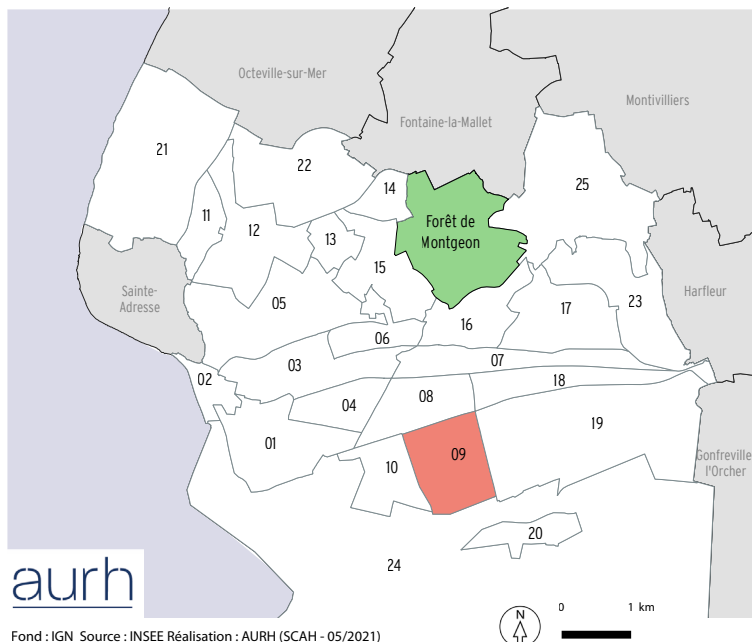 Octeville-sur-Mer
Montivilliers
Fontaine-la-Mallet
21
22
14
25
11
12
13
Forêt de
Montgeon
15
Sainte-
Adresse
05
17
23
Harfleur
16
06
07
03
02
18
04
08
19
01
09
10
Gonfreville
l'Orcher
20
24
aurh
N
0 1 km
Fond : IGN Source : INSEE Réalisation : AURH (SCAH - 05/2021)